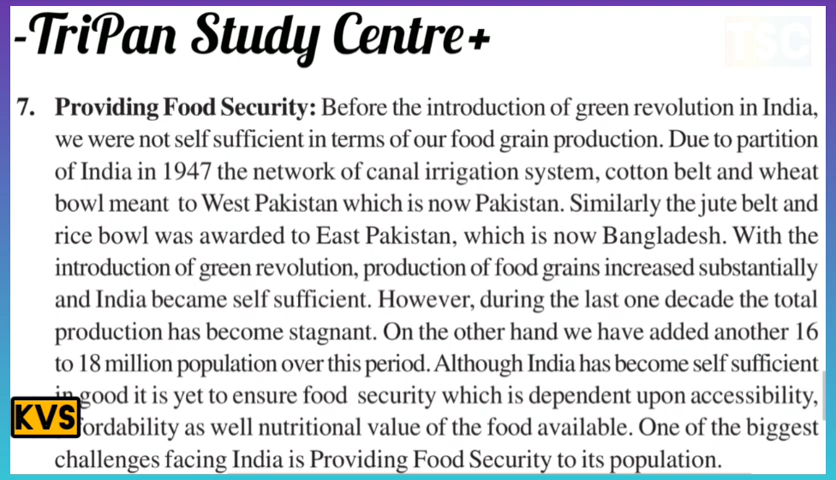 -TriPan Study Centre+
TSC
7. Providing Food Security: Before the introduction of green revolution in India,
we were not self sufficient in terms of our food grain production. Due to partition
of India in 1947 the network of canal irrigation system, cotton belt and wheat
bowl meant to West Pakistan which is now Pakistan. Similarly the jute belt and
rice bowl was awarded to East Pakistan, which is now Bangladesh. With the
introduction of green revolution, production of food grains increased substantially
and India became self sufficient. However, during the last one decade the total
production has become stagnant. On the other hand we have added another 16
to 18 million population over this period. Although India has become self sufficient
in good it is yet to ensure food security which is dependent upon accessibility,
KVS
fordability as well nutritional value of the food available. One of the biggest
challenges facing India is Providing Food Security to its population.